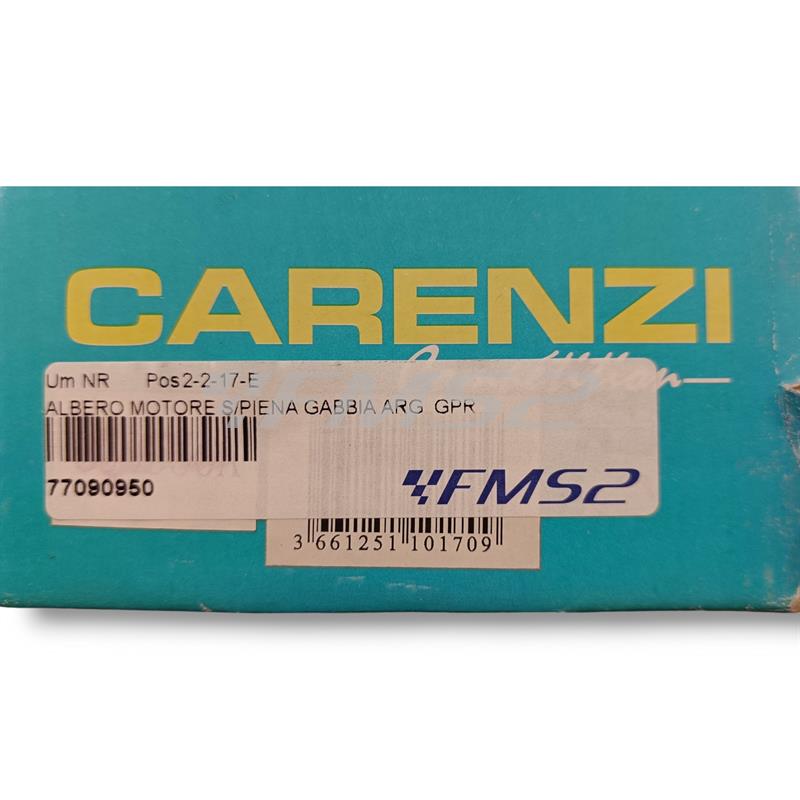 CARENZI
Um NR Pos2-2-17-E
ALBERO MOTORE S/PIENA GABBIA ARG GPR
77090950
FMS2
3 661251 101709